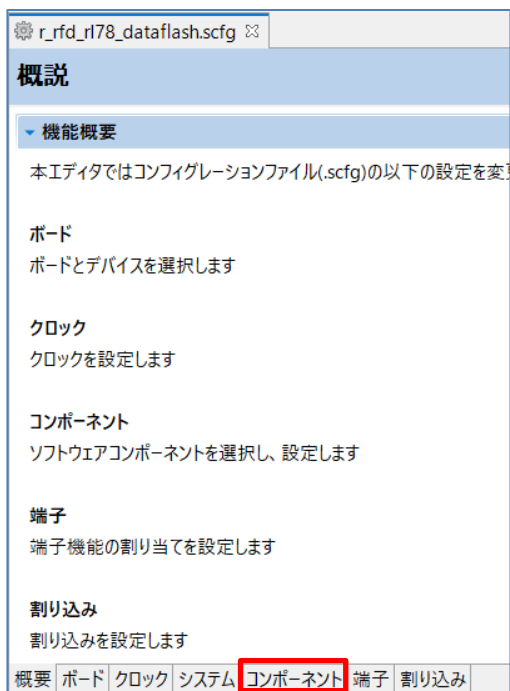 r_rfd_rl78_dataflash.scfg
概説
機能概要
本エディタではコンフィグレーションファイル(.scfg)の以下の設定を変
ボード
ボードとデバイスを選択します
クロック
クロックを設定します
コンポーネント
ソフトウェアコンポーネントを選択し、設定します
端子
端子機能の割り当てを設定します
割り込み
割り込みを設定します
概要 ボード クロック システム コンポーネント 端子 割り込み